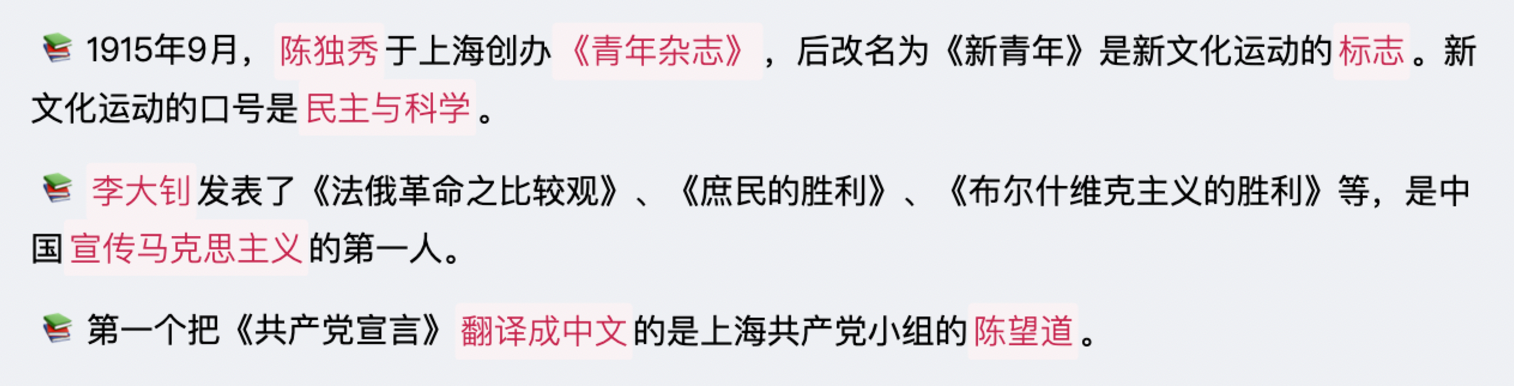 📚 1915年9月，陈独秀于上海创办《青年杂志》，后改名为《新青年》是新文化运动的标志。新
文化运动的口号是民主与科学。
📚 李大钊发表了《法俄革命之比较观》、《庶民的胜利》、《布尔什维克主义的胜利》等，是中
国宣传马克思主义的第一人。
📚 第一个把《共产党宣言》翻译成中文的是上海共产党小组的陈望道。